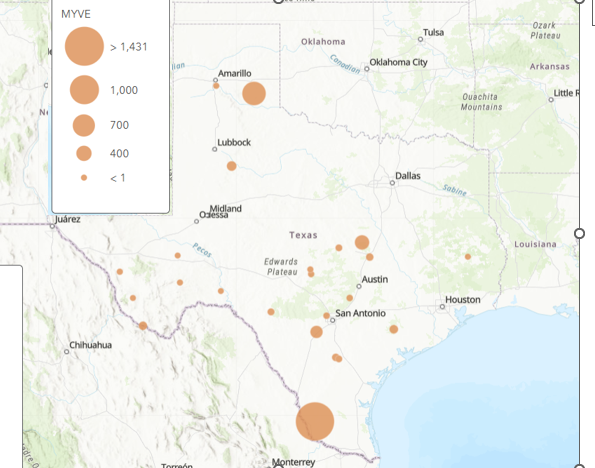 MYVE
> 1,431
1,000
700
400
< 1
Tulsa
Ozark
Plateau
Oklahoma
Oklahoma City
Canadian
Arkansas
Amarillo
Ouachita
Mountains
Little R
Lubbock
Dallas
Sabine
Midland
Odessa
Juárez
Pecos
Texas
Louisiana
Edwards
Plateau
Austin
Houston
San Antonio
Chihuahua
Monterrey
Torreón